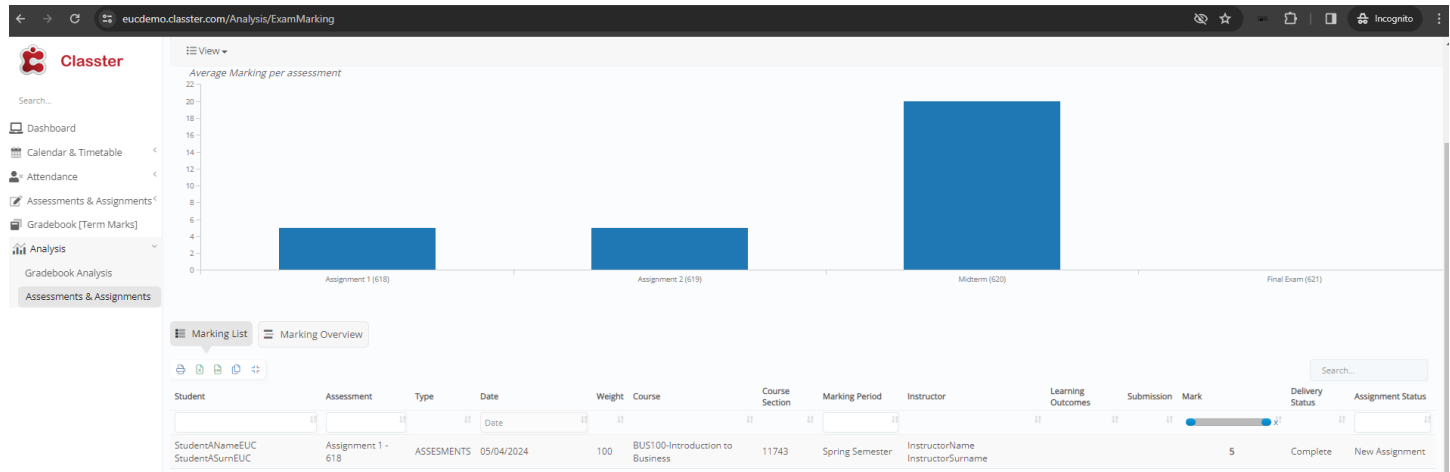 eucdemo.classter.com/Analysis/ExamMarking
Incognito
Classter
Search...
Dashboard
Calendar & Timetable
Attendance
Assessments & Assignments
Gradebook [Term Marks]
Analysis
Gradebook Analysis
Assessments & Assignments
View
Average Marking per assessment
22
20
18
16
14
12
10
8
6
4
2
0
Assignment 1 (618)
Assignment 2 (619)
Midterm (620)
Final Exam (621)
Marking List
Marking Overview
Search...
Student
Assessment
Type
Date
Weight
Course
Course
Section
Marking Period
Instructor
Learning
Outcomes
Submission
Mark
Delivery
Status
Assignment Status
Date
x
StudentANameEUC
StudentASurnEUC
Assignment 1 -
618
ASSESMENTS
05/04/2024
100
BUS100-Introduction to
Business
11743
Spring Semester
InstructorName
InstructorSurname
5
Complete
New Assignment